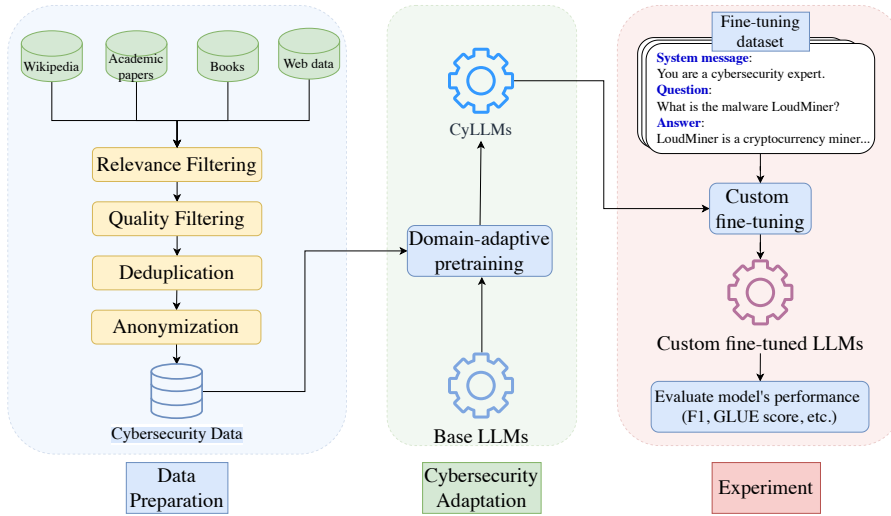 Wikipedia
Academic
papers
Books
Web data
Relevance Filtering
Quality Filtering
Deduplication
Anonymization
Cybersecurity Data
Data
Preparation
CyLLMs
Domain-adaptive
pretraining
Base LLMs
Cybersecurity
Adaptation
Fine-tuning
dataset
System message:
You are a cybersecurity expert.
Question:
What is the malware LoudMiner?
Answer:
LoudMiner is a cryptocurrency miner...
Custom
fine-tuning
Custom fine-tuned LLMs
Evaluate model's performance
(F1, GLUE score, etc.)
Experiment